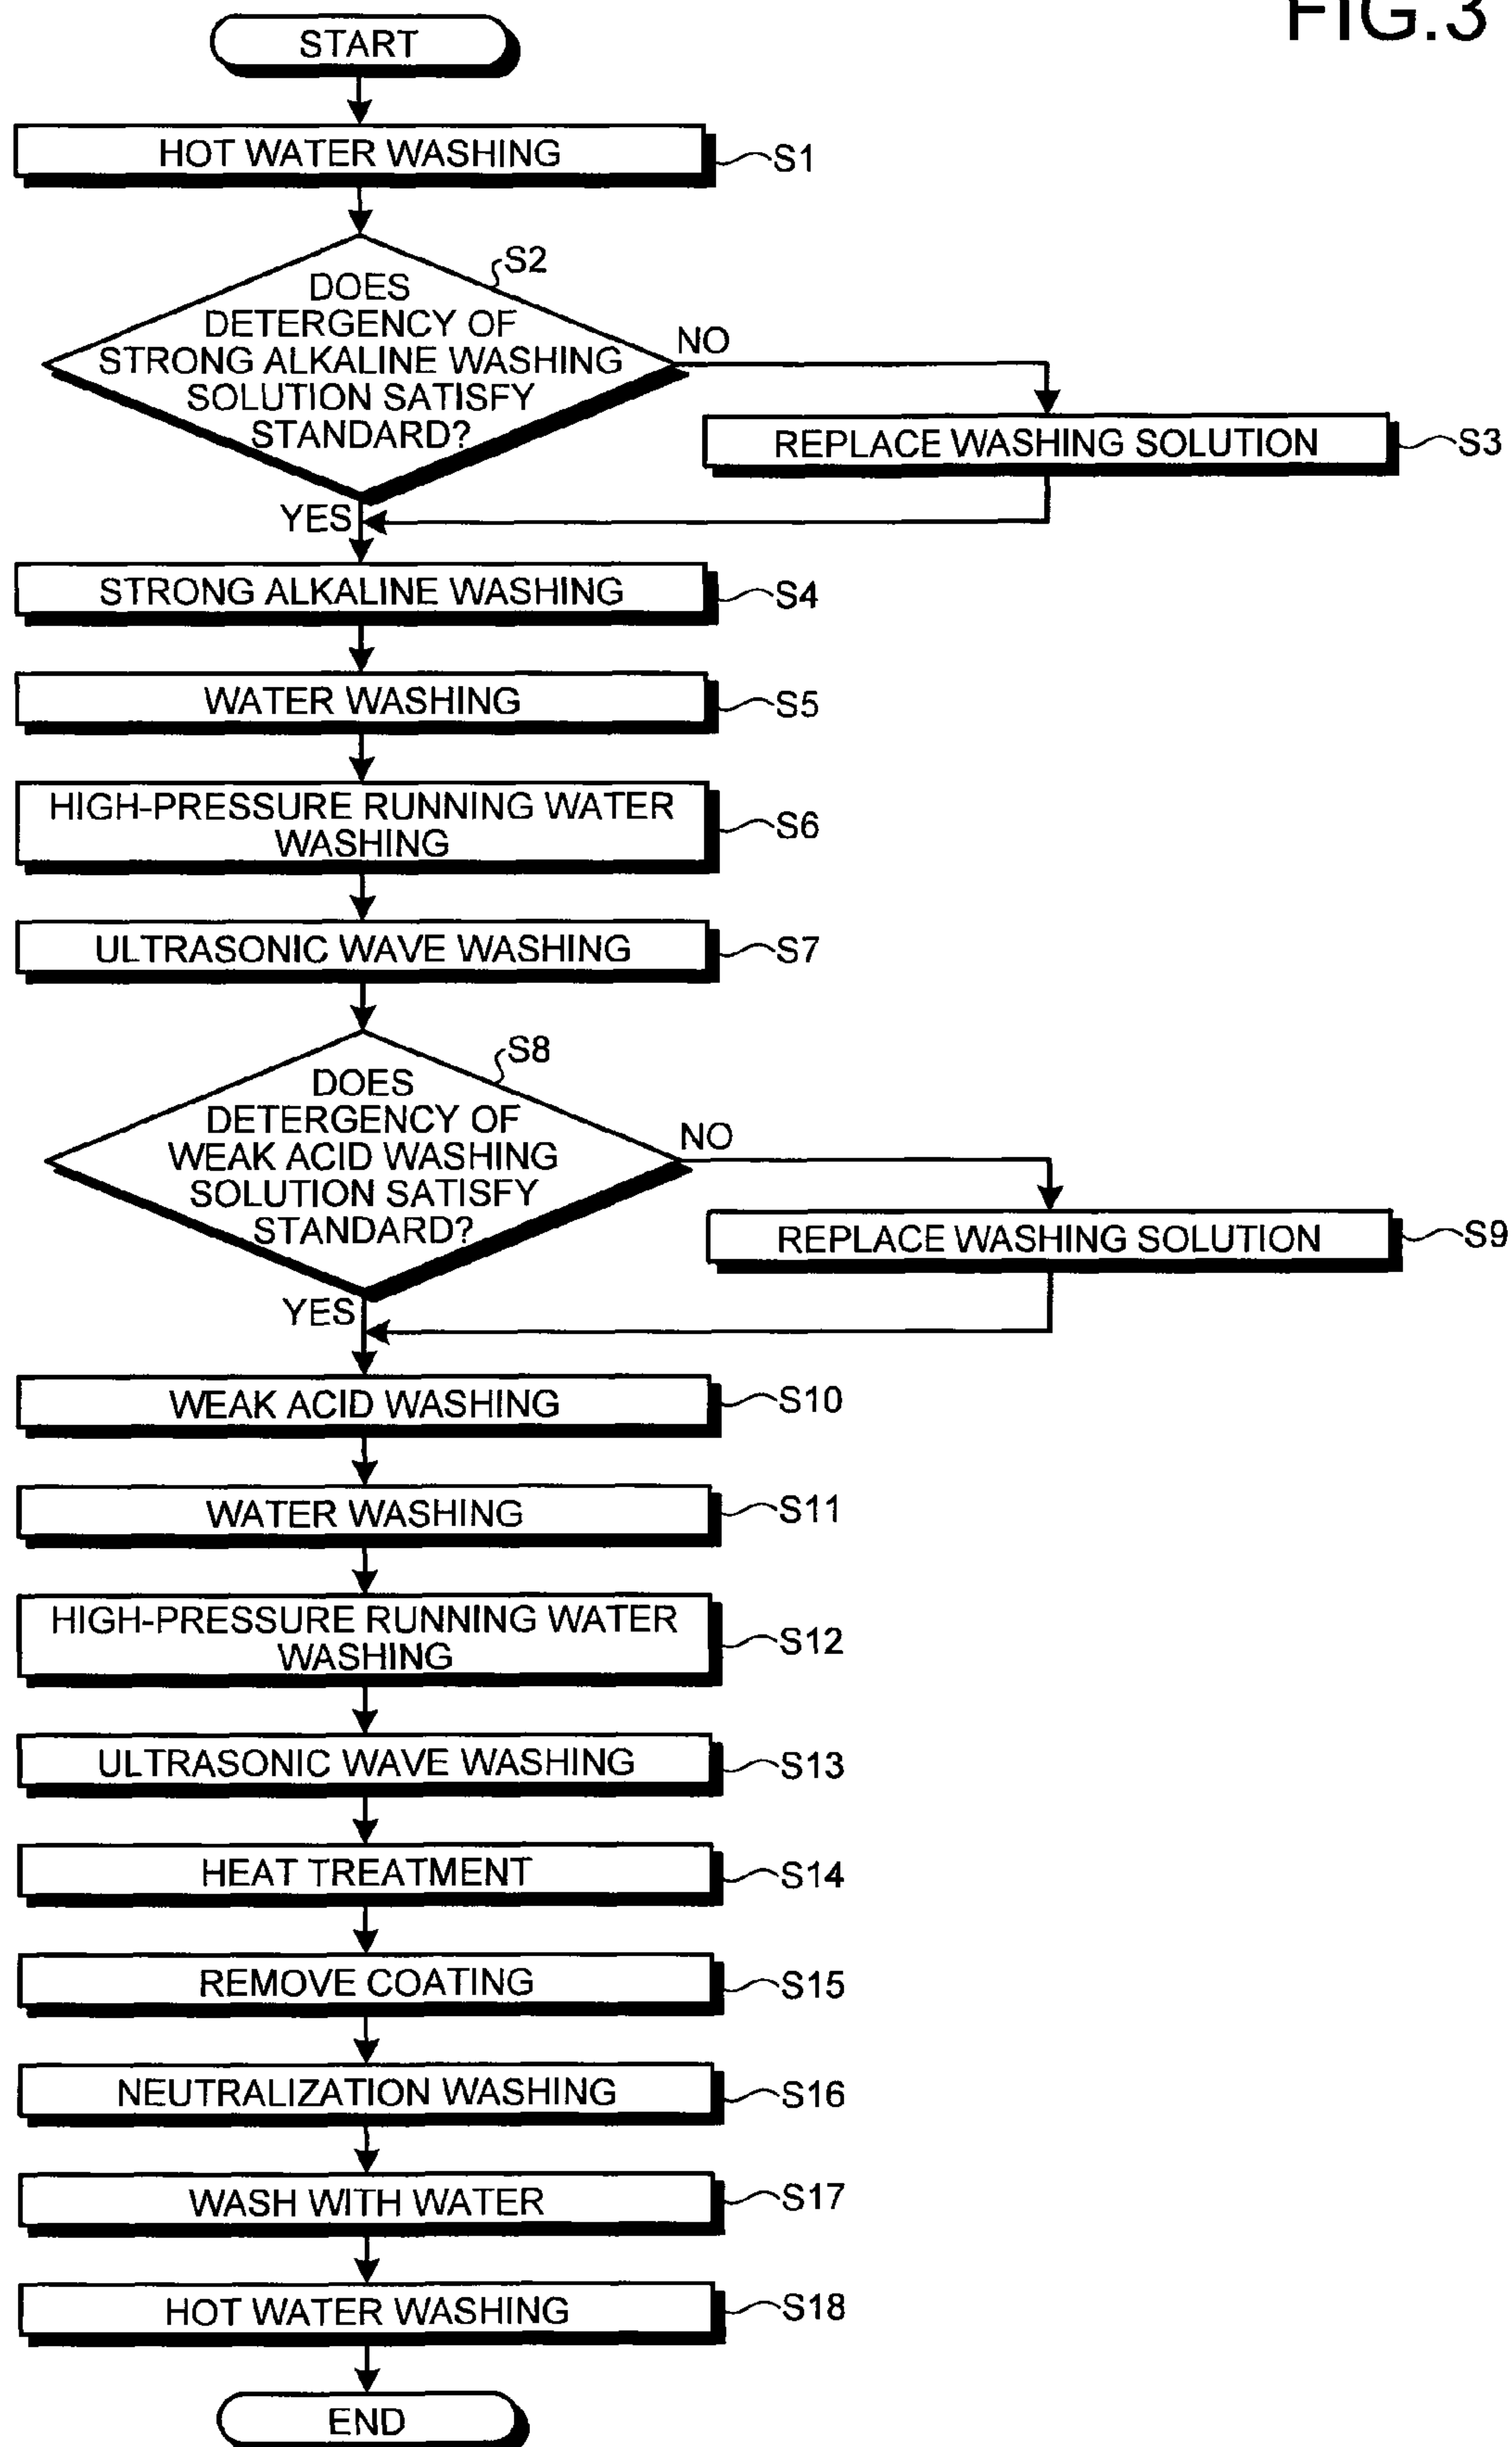 FIG.3
START
HOT WATER WASHING
S1
S2
DOES
DETERGENCY OF
STRONG ALKALINE WASHING
SOLUTION SATISFY
STANDARD?
NO
REPLACE WASHING SOLUTION
S3
YES
STRONG ALKALINE WASHING
S4
WATER WASHING
S5
HIGH-PRESSURE RUNNING WATER
WASHING
S6
ULTRASONIC WAVE WASHING
S7
S8
DOES
DETERGENCY OF
WEAK ACID WASHING
SOLUTION SATISFY
STANDARD?
NO
REPLACE WASHING SOLUTION
S9
YES
WEAK ACID WASHING
S10
WATER WASHING
S11
HIGH-PRESSURE RUNNING WATER
WASHING
S12
ULTRASONIC WAVE WASHING
S13
HEAT TREATMENT
S14
REMOVE COATING
S15
NEUTRALIZATION WASHING
S16
WASH WITH WATER
S17
HOT WATER WASHING
S18
END